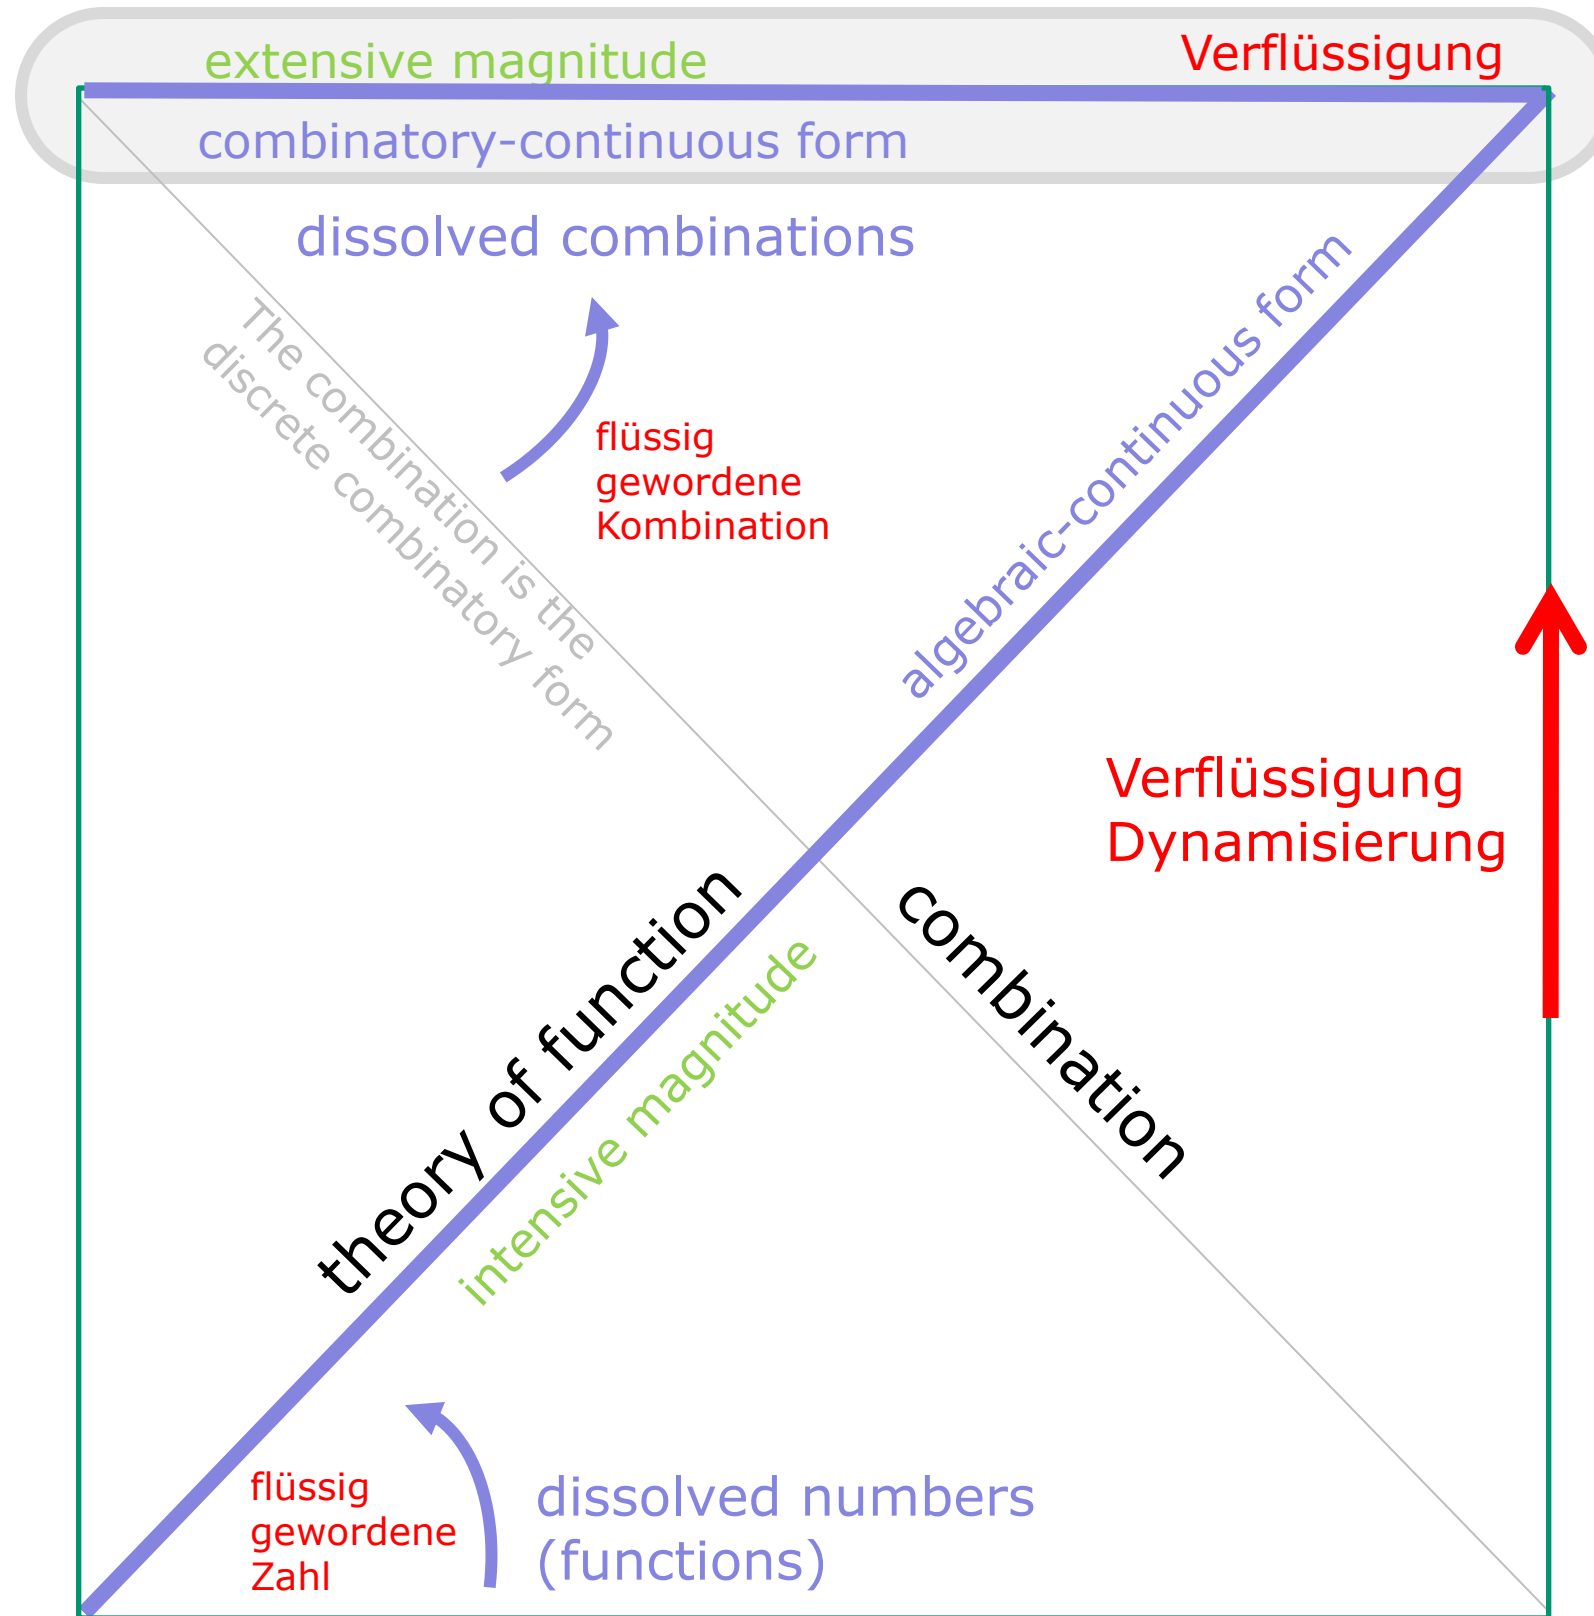 extensive magnitude
Verflüssigung
combinatory-continuous form
dissolved combinations
The combination is the
discrete combinatory form
flüssig
gewordene
Kombination
algebraic-continuous form
Verflüssigung
Dynamisierung
theory of function
combination
intensive magnitude
flüssig
gewordene
Zahl
dissolved numbers
(functions)